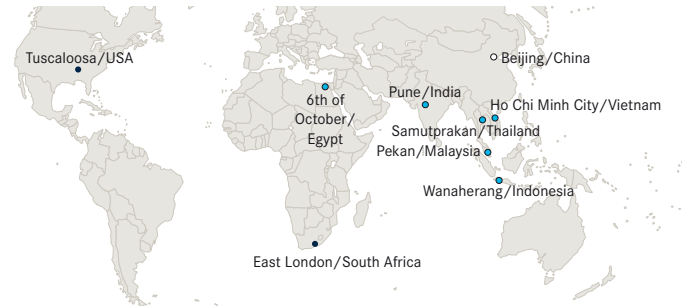 Tuscaloosa/USA
Beijing/China
Pune/India
6th of
October/
Egypt
Ho Chi Minh City/Vietnam
Samutprakan/Thailand
Pekan/Malaysia
Wanaherang/Indonesia
East London/South Africa